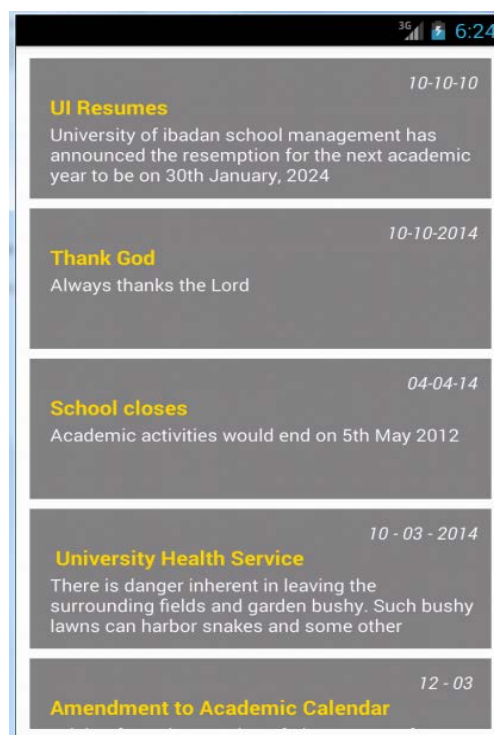 3G 6:24
10-10-10
UI Resumes
University of ibadan school management has
announced the resemption for the next academic
year to be on 30th January, 2024
10-10-2014
Thank God
Always thanks the Lord
04-04-14
School closes
Academic activities would end on 5th May 2012
10 - 03 - 2014
University Health Service
There is danger inherent in leaving the
surrounding fields and garden bushy. Such bushy
lawns can harbor snakes and some other
12 - 03
Amendment to Academic Calendar